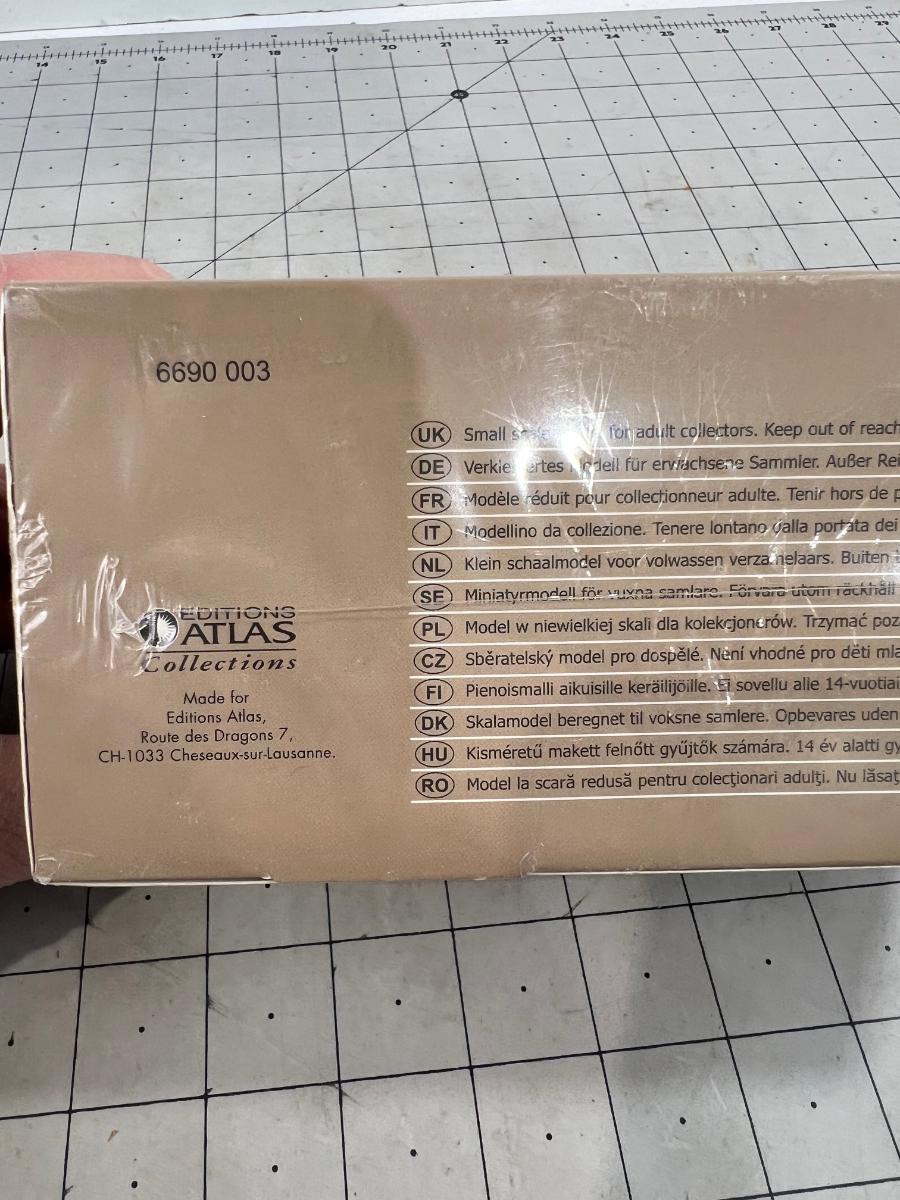 14 15 16 17 18 19 20 21 22 23 24 25 26 27 28 29
45
6690 003
UK Small for adult collectors. Keep out of reach
DE Modell für erwachsene Sammler. Außer Rei
FR Modèle réduit pour collectionneur adulte. Tenir hors de p
IT Modellino da collezione. Tenere lontano dalla portata dei
NL Klein schaalmodel voor volwassen verzamelaars. Buiten
SE Miniatyrmodell för vuxna samlare. Förvara utom räckhåll
PL Model w niewielkiej skali dla kolekcjonerów. Trzymać poz
CZ Sběratelský model pro dospělé. Není vhodné pro děti mla
FI Pienoismalli aikuisille keräilijöille. Ei sovellu alle 14-vuotiai
DK Skalamodel beregnet til voksne samlere. Opbevares uden
HU Kisméretű makett felnőtt gyűjtők számára. 14 év alatti gy
RO Model la scară redusă pentru colecţionari adulţi. Nu lăsaţ
EDITIONS
ATLAS
Collections
Made for
Editions Atlas,
Route des Dragons 7,
CH-1033 Cheseaux-sur-Lausanne.